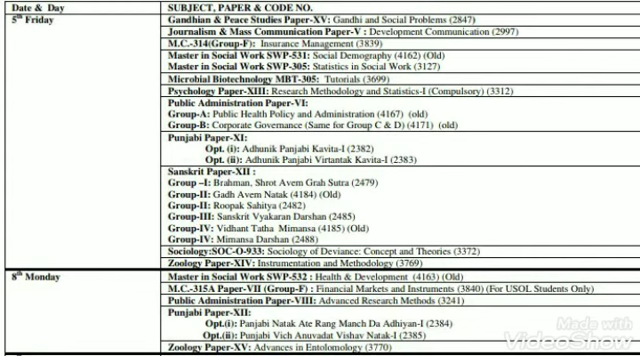 Date & Day SUBJECT, PAPER & CODE NO.
5th Friday Gandhian & Peace Studies Paper-XV: Gandhi and Social Problems (2847)
Journalism & Mass Communication Paper-V : Development Communication (2997)
M.C.-314(Group-F): Insurance Management (3839)
Master in Social Work SWP-531: Social Demography (4162) (Old)
Master in Social Work SWP-305: Statistics in Social Work (3127)
Microbial Biotechnology MBT-305: Tutorials (3699)
Psychology Paper-XIII: Research Methodology and Statistics-I (Compulsory) (3312)
Public Administration Paper-VI:
Group-A: Public Health Policy and Administration (4167) (old)
Group-B: Corporate Governance (Same for Group C & D) (4171) (old)
Punjabi Paper-XI:
Opt. (i): Adhunik Panjabi Kavita-I (2382)
Opt. (ii): Adhunik Panjabi Virtantak Kavita-I (2383)
Sanskrit Paper-XII :
Group –I: Brahman, Shrot Avem Grah Sutra (2479)
Group-II: Gadh Avem Natak (4184) (Old)
Group-II: Roopak Sahitya (2482)
Group-III: Sanskrit Vyakaran Darshan (2485)
Group-IV: Vidhant Tatha Mimansa (4185) (Old)
Group-IV: Mimansa Darshan (2488)
Sociology:SOC-O-933: Sociology of Deviance: Concept and Theories (3372)
Zoology Paper-XIV: Instrumentation and Methodology (3769)
8th Monday Master in Social Work SWP-532 : Health & Development (4163) (Old)
M.C.-315A Paper-VII (Group-F) : Financial Markets and Instruments (3840) (For USOL Students Only)
Public Administration Paper-VIII: Advanced Research Methods (3241)
Punjabi Paper-XII:
Opt.(i): Panjabi Natak Ate Rang Manch Da Adhiyan-I (2384)
Opt.(ii): Punjabi Vich Anuvadat Vishav Natak-I (2385)
Zoology Paper-XV: Advances in Entomology (3770)
Made with
VideoShow